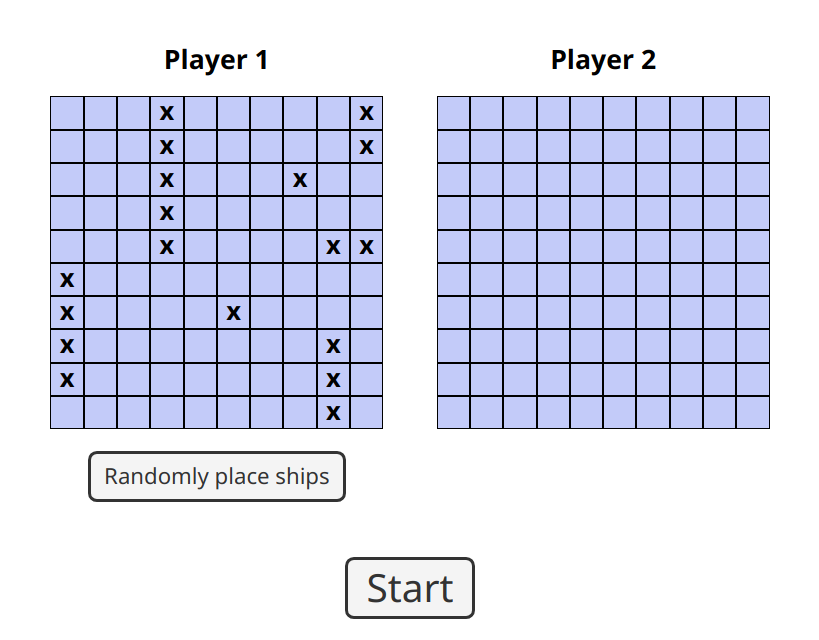 Player 1 Player 2
x x
x x
x x
x
x x x
x
x x
x x
x x
x
Randomly place ships
Start